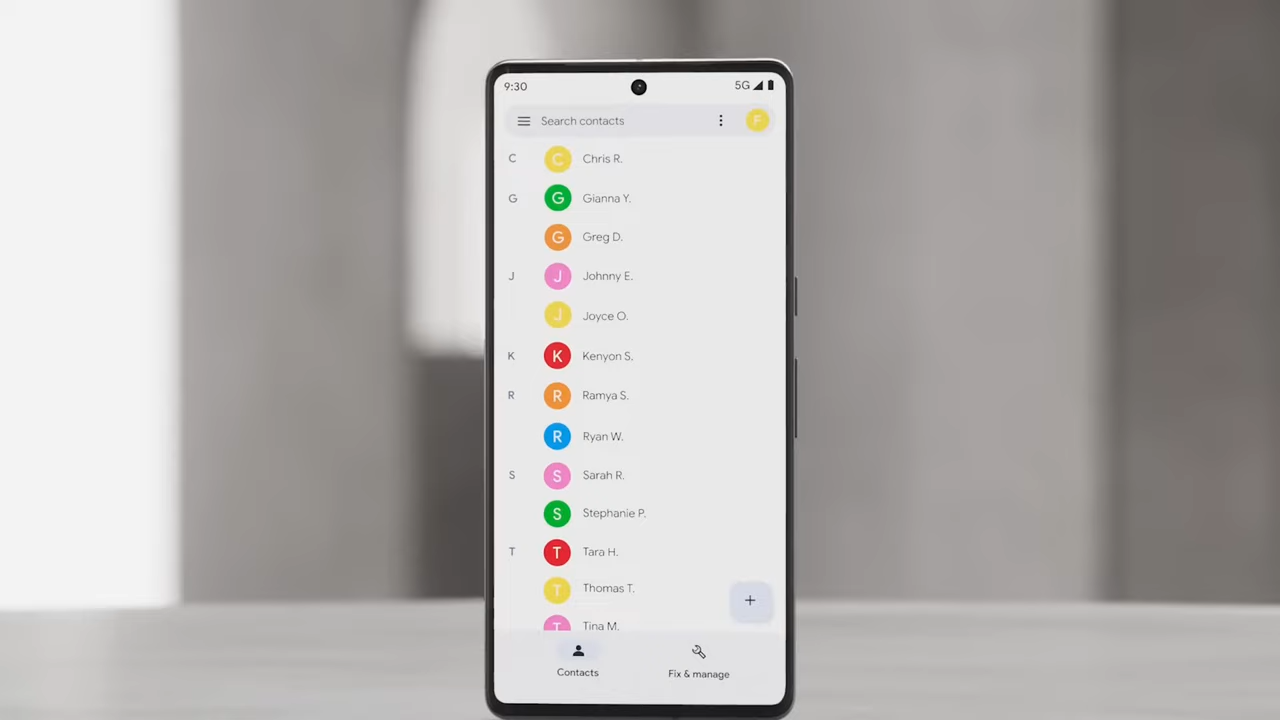 9:30 5G
Search contacts F
C C Chris R.
G G Gianna Y.
G Greg D.
J J Johnny E.
J Joyce O.
K K Kenyon S.
R R Ramya S.
R Ryan W.
S S Sarah R.
S Stephanie P.
T T Tara H.
T Thomas T.
T Tina M.
Contacts Fix & manage